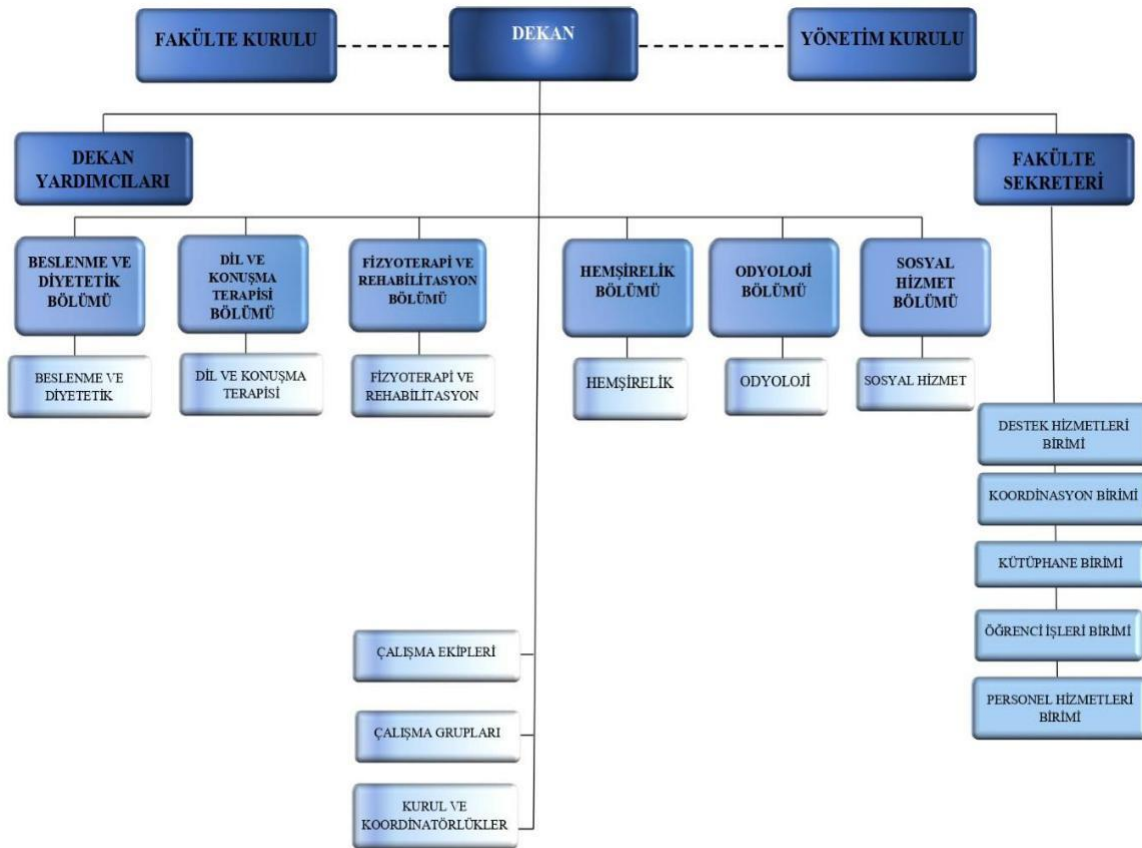 FAKÜLTE KURULU
DEKAN
YÖNETİM KURULU
DEKAN
YARDIMCILARI
FAKÜLTE
SEKRETERİ
BESLENME VE
DİYETETİK
BÖLÜMÜ
DİL VE
KONUŞMA
TERAPİSİ
BÖLÜMÜ
FİZYOTERAPİ VE
REHABİLİTASYON
BÖLÜMÜ
HEMŞİRELİK
BÖLÜMÜ
ODYOLOJİ
BÖLÜMÜ
SOSYAL
HİZMET
BÖLÜMÜ
BESLENME VE
DİYETETİK
DİL VE KONUŞMA
TERAPİSİ
FİZYOTERAPİ VE
REHABİLİTASYON
HEMŞİRELİK
ODYOLOJİ
SOSYAL HİZMET
DESTEK HİZMETLERİ
BİRİMİ
KOORDİNASYON BİRİMİ
KÜTÜPHANE BİRİMİ
ÖĞRENCİ İŞLERİ BİRİMİ
PERSONEL HİZMETLERİ
BİRİMİ
ÇALIŞMA EKİPLERİ
ÇALIŞMA GRUPLARI
KURUL VE
KOORDİNATÖRLÜKLER